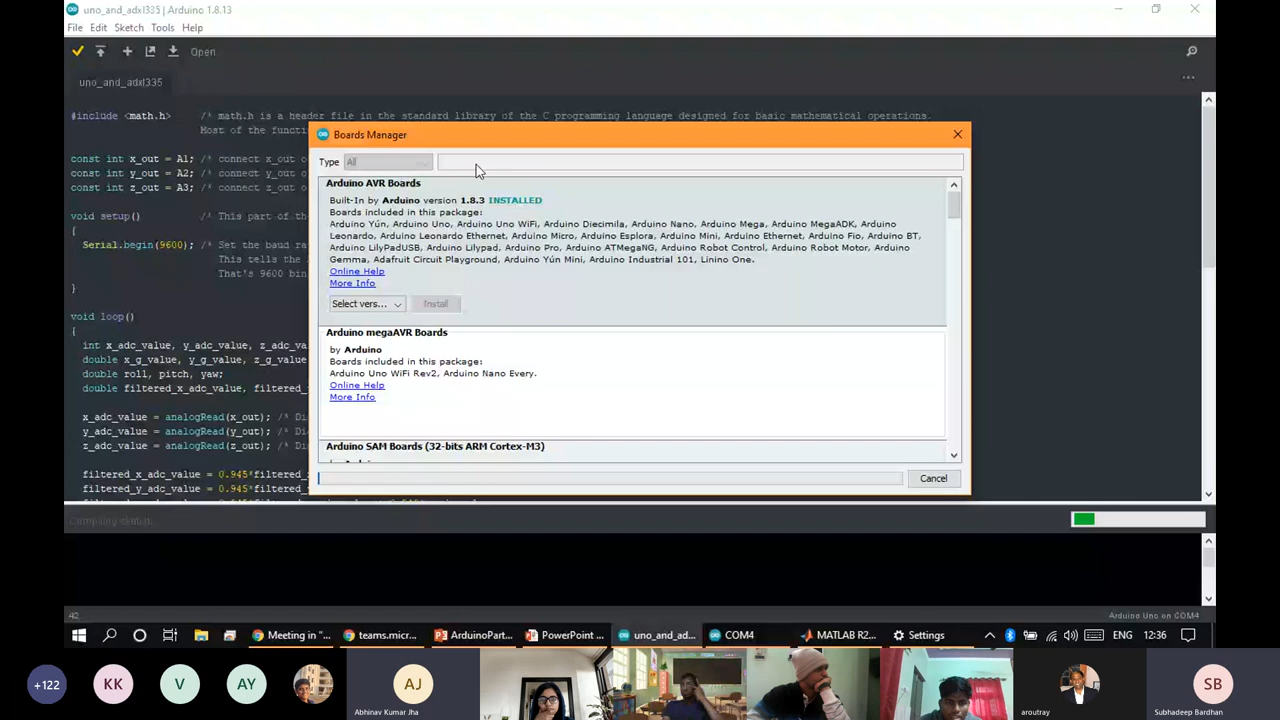 uno_and_adxl335 | Arduino 1.8.13
File Edit Sketch Tools Help
Open
uno_and_adxl335
#include <math.h> /* math.h is a header file in the standard library of the C programming language designed for basic mathematical operations.
Most of the functi
Boards Manager
const int x_out = A1; /* connect x_out o
const int y_out = A2; /* connect y_out o
const int z_out = A3; /* connect z_out o
void setup() /* This part of th
{
Serial.begin(9600); /* Set the baud ra
This tells the
That's 9600 bin
}
void loop()
{
int x_adc_value, y_adc_value, z_
double x_g_value, y_g_value, z_g_value
double roll, pitch, yaw;
double filtered_x_adc_value, filtered_
x_adc_value = analogRead(x_out); /* Di
y_adc_value = analogRead(y_out); /* Di
z_adc_value = analogRead(z_out); /* Di
filtered_x_adc_value = 0.945*filtered_x
filtered_y_adc_value = 0.945*filtered_y
Type All
Arduino AVR Boards
Built-In by Arduino version 1.8.3 INSTALLED
Boards included in this package:
Arduino Yún, Arduino Uno, Arduino Uno WiFi, Arduino Diecimila, Arduino Nano, Arduino Mega, Arduino MegaADK, Arduino
Leonardo, Arduino Leonardo Ethernet, Arduino Micro, Arduino Esplora, Arduino Mini, Arduino Ethernet, Arduino Fio, Arduino BT,
Arduino LilyPadUSB, Arduino Lilypad, Arduino Pro, Arduino ATMegaNG, Arduino Robot Control, Arduino Robot Motor, Arduino
Gemma, Adafruit Circuit Playground, Arduino Yún Mini, Arduino Industrial 101, Linino One.
Online Help
More Info
Select vers... Install
Arduino megaAVR Boards
by Arduino
Boards included in this package:
Arduino Uno WiFi Rev2, Arduino Nano Every.
Online Help
More Info
Arduino SAM Boards (32-bits ARM Cortex-M3)
Cancel
Compiling sketch...
42
Arduino Uno on COM4
Meeting in "... teams.micr... ArduinoPart... PowerPoint ... uno_and_ad... COM4 MATLAB R2... Settings ENG 12:36
+122 KK V AY AJ SB
Abhinav Kumar Jha
aroutray
Subhadeep Bardhan